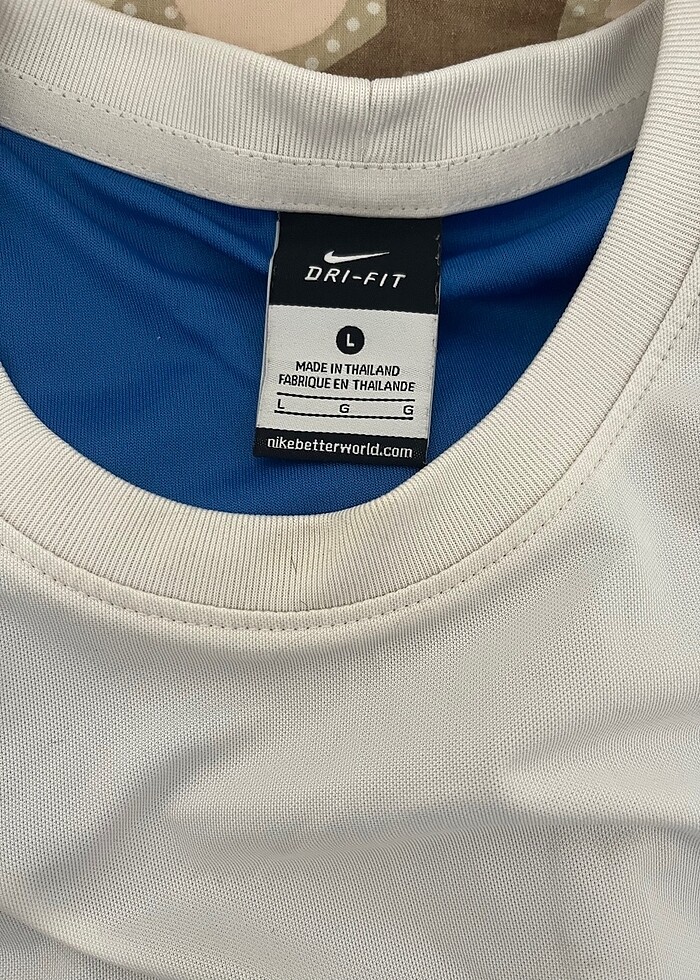 DRI-FIT
L
MADE IN THAILAND
FABRIQUE EN THAILANDE
L G G
nikebetterworld.com